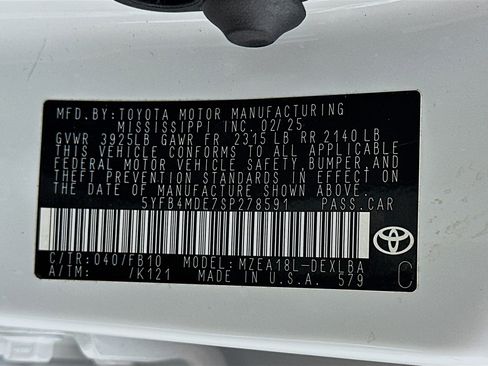 MFD. BY: TOYOTA MOTOR MANUFACTURING
MISSISSIPPI INC. 02/25
GVWR 3925LB GAWR FR 2315 LB RR 2140 LB
THIS VEHICLE CONFORMS TO ALL APPLICABLE
FEDERAL MOTOR VEHICLE SAFETY, BUMPER, AND
THEFT PREVENTION STANDARDS IN EFFECT ON
THE DATE OF MANUFACTURE SHOWN ABOVE.
5YFB4MDE7SP278591 PASS. CAR
C/TR: 040/FB10 MODEL: MZEA18L-DEXLBA
A/TM: /K121 MADE IN U.S.A. 579 C